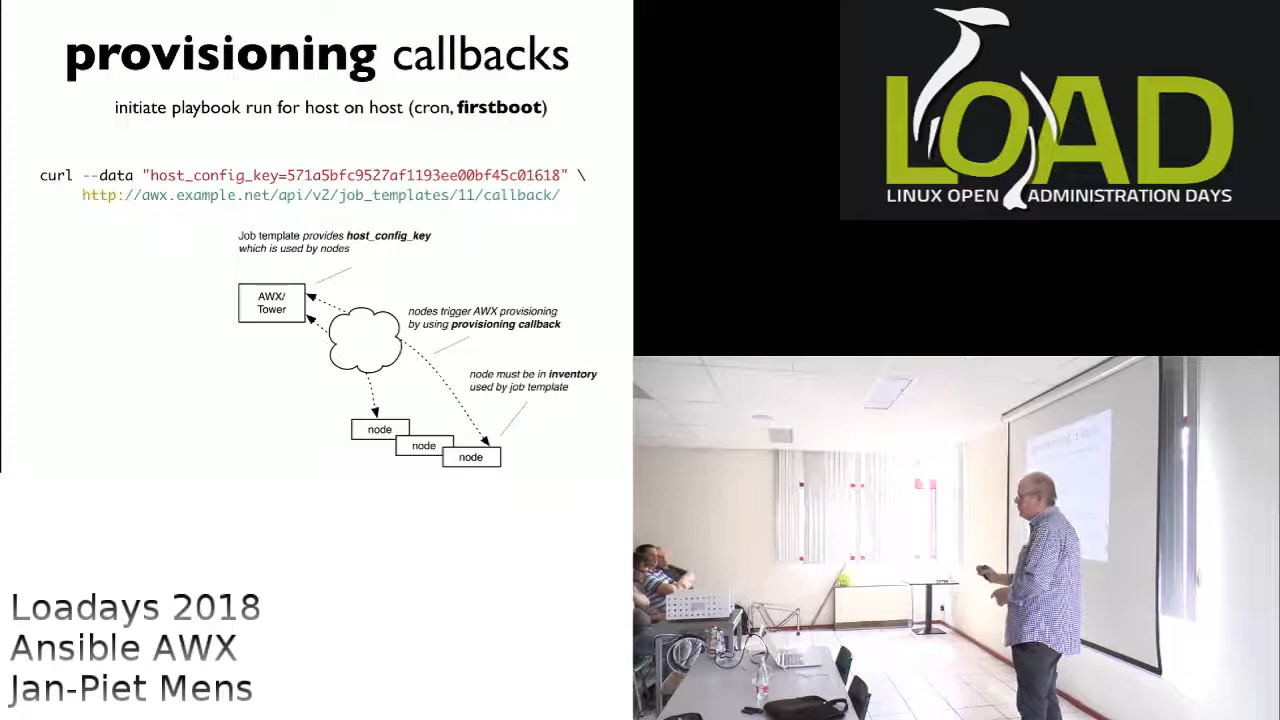 provisioning callbacks
initiate playbook run for host on host (cron, firstboot)
curl --data "host_config_key=571a5bfc9527af1193ee00bf45c01618" \
http://awx.example.net/api/v2/job_templates/11/callback/
Job template provides host_config_key
which is used by nodes
AWX/
Tower
nodes trigger AWX provisioning
by using provisioning callback
node must be in inventory
used by job template
node
node
node
LOAD
LINUX OPEN ADMINISTRATION DAYS
Loadays 2018
Ansible AWX
Jan-Piet Mens